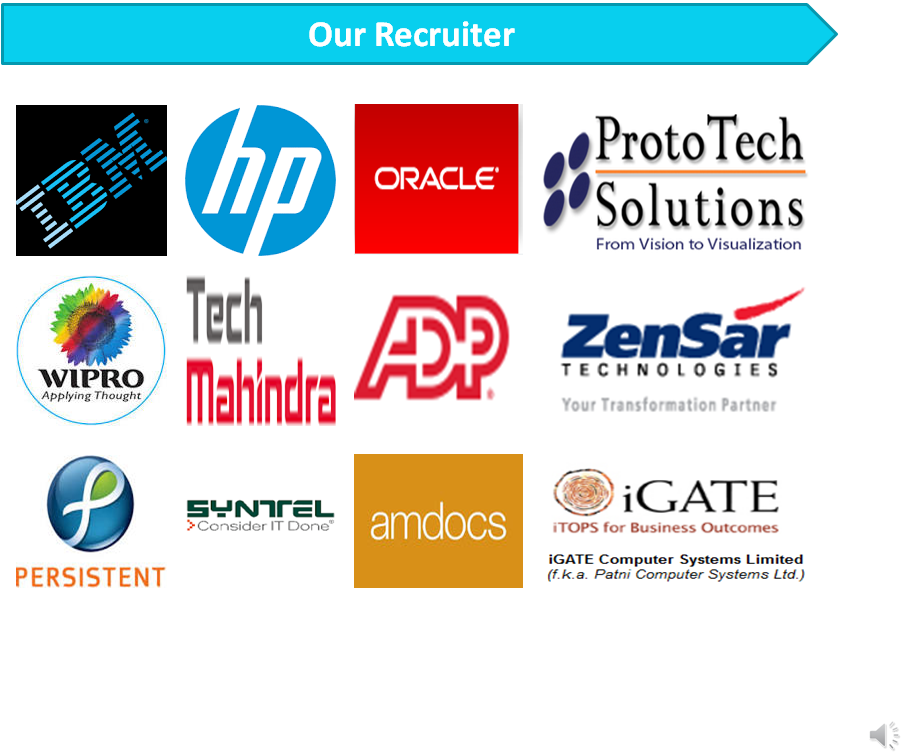 Our Recruiter
IBM
hp
ORACLE
ProtoTech
Solutions
From Vision to Visualization
WIPRO
Applying Thought
Tech
Mahindra
ADP
ZenSar
TECHNOLOGIES
Your Transformation Partner
PERSISTENT
SYNTEL
Consider IT Done®
amdocs
iGATE
iTOPS for Business Outcomes
iGATE Computer Systems Limited
(f.k.a. Patni Computer Systems Ltd.)